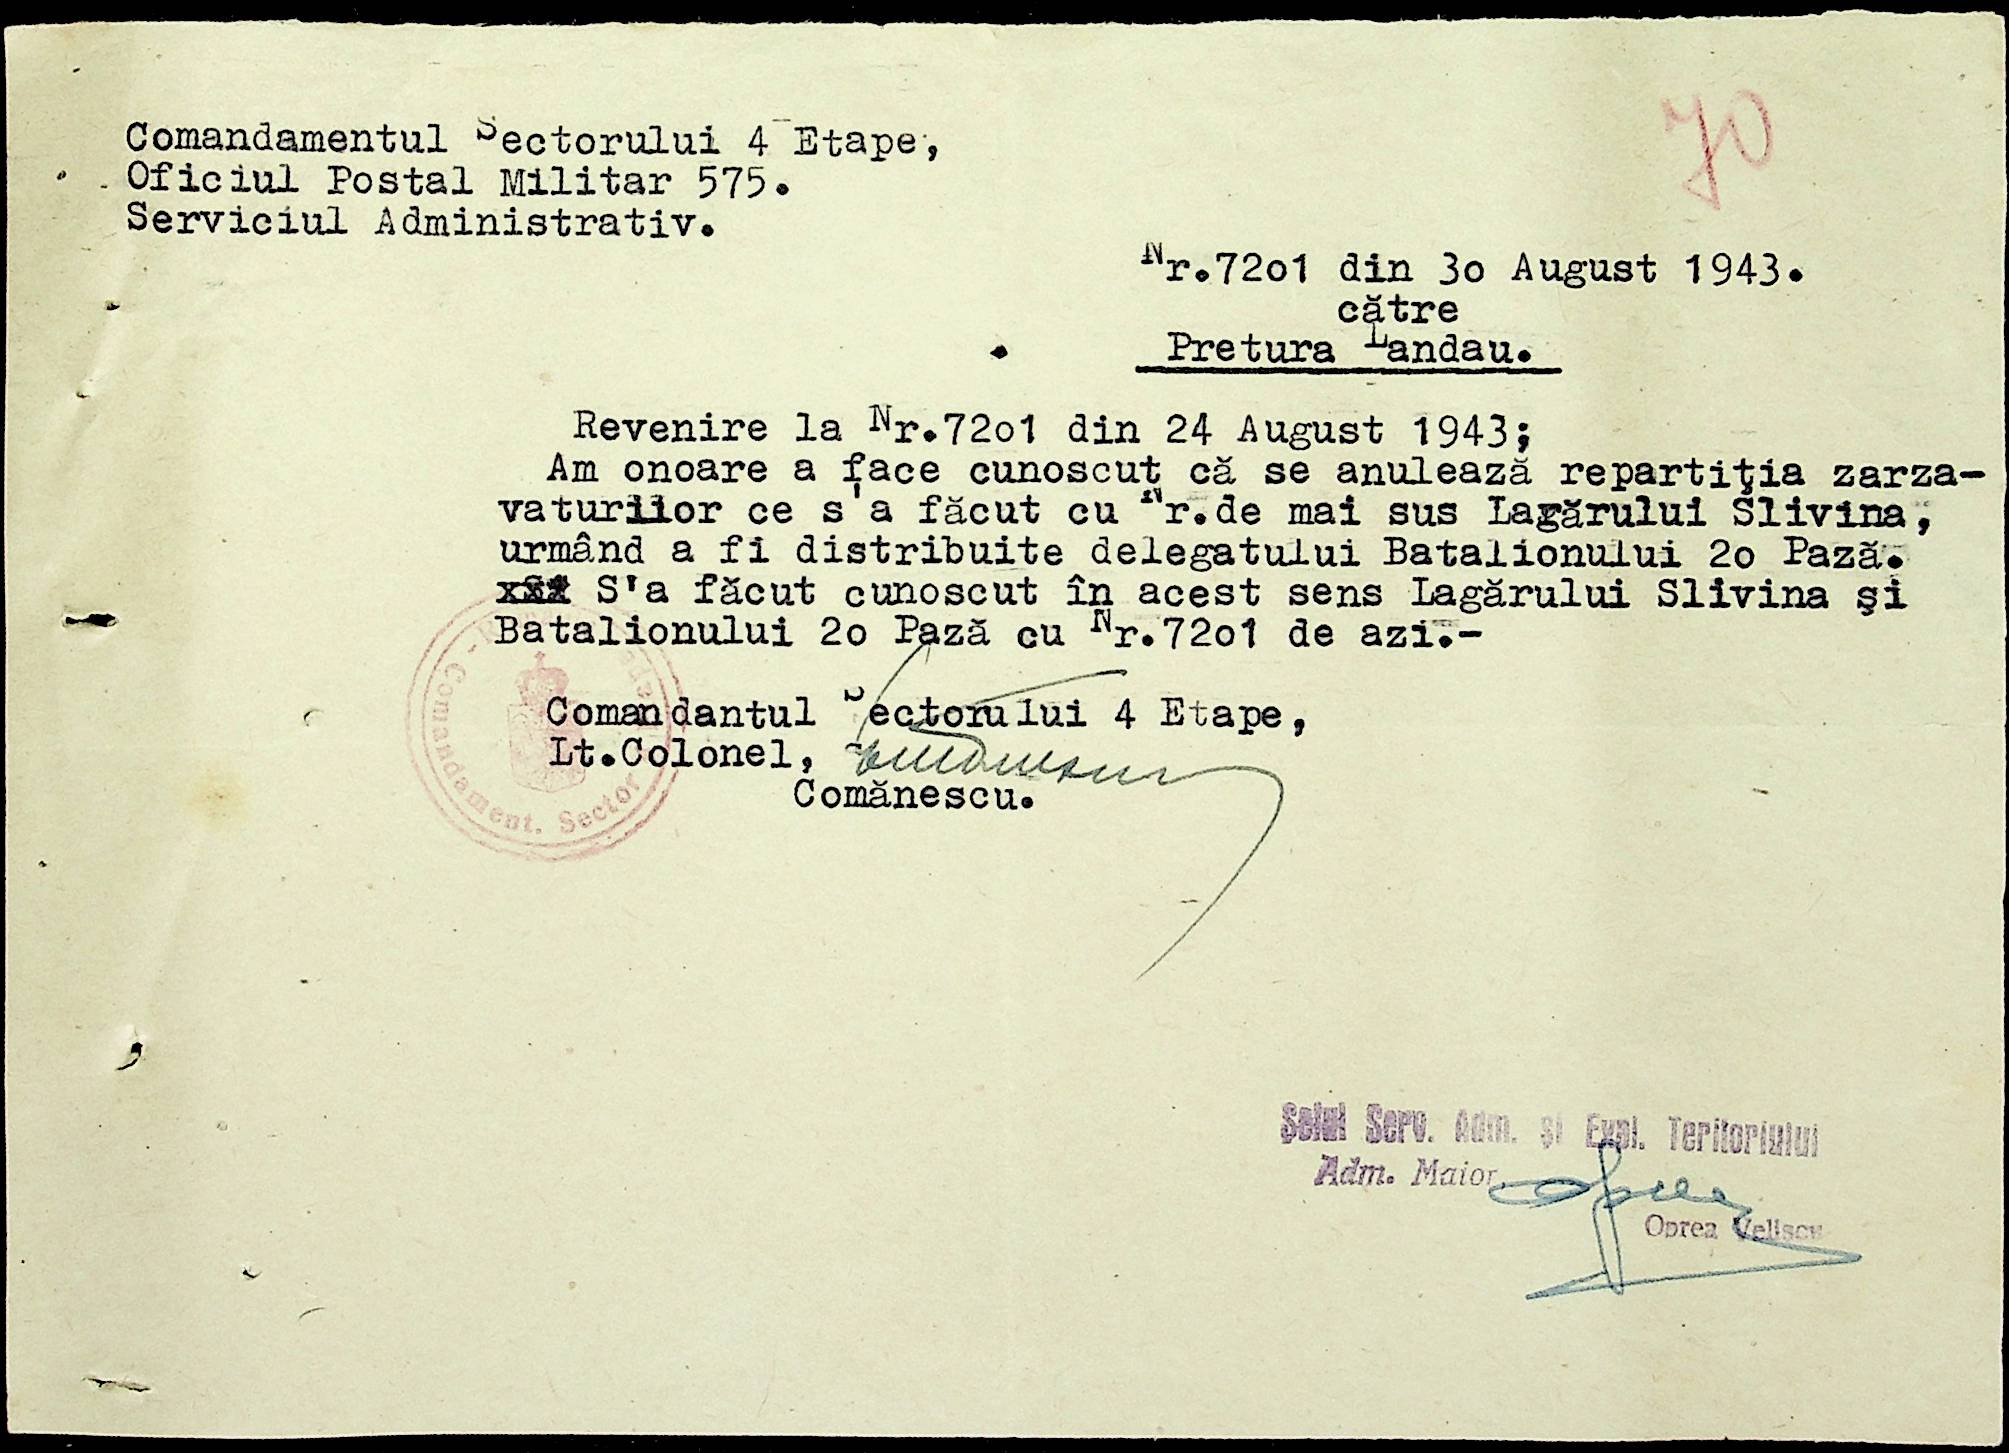 70
Comandamentul Sectorului 4 Etape,
Oficiul Postal Militar 575.
Serviciul Administrativ.
Nr.72o1 din 3o August 1943.
către
Pretura Landau.
Revenire la Nr.72o1 din 24 August 1943;
Am onoare a face cunoscut că se anulează repartiţia zarza-
vaturilor ce s'a făcut cu Nr.de mai sus Lagărului Slivina,
urmând a fi distribuite delegatului Batalionului 2o Pază.
S'a făcut cunoscut în acest sens Lagărului Slivina şi
Batalionului 2o Pază cu Nr.72o1 de azi.-
Comandantul Sectorului 4 Etape,
Lt.Colonel,
Comănescu.
Comandament. Sector
Şeful Serv. Adm. şi Expl. Teritoriului
Adm. Maior
Oprea Veliscu